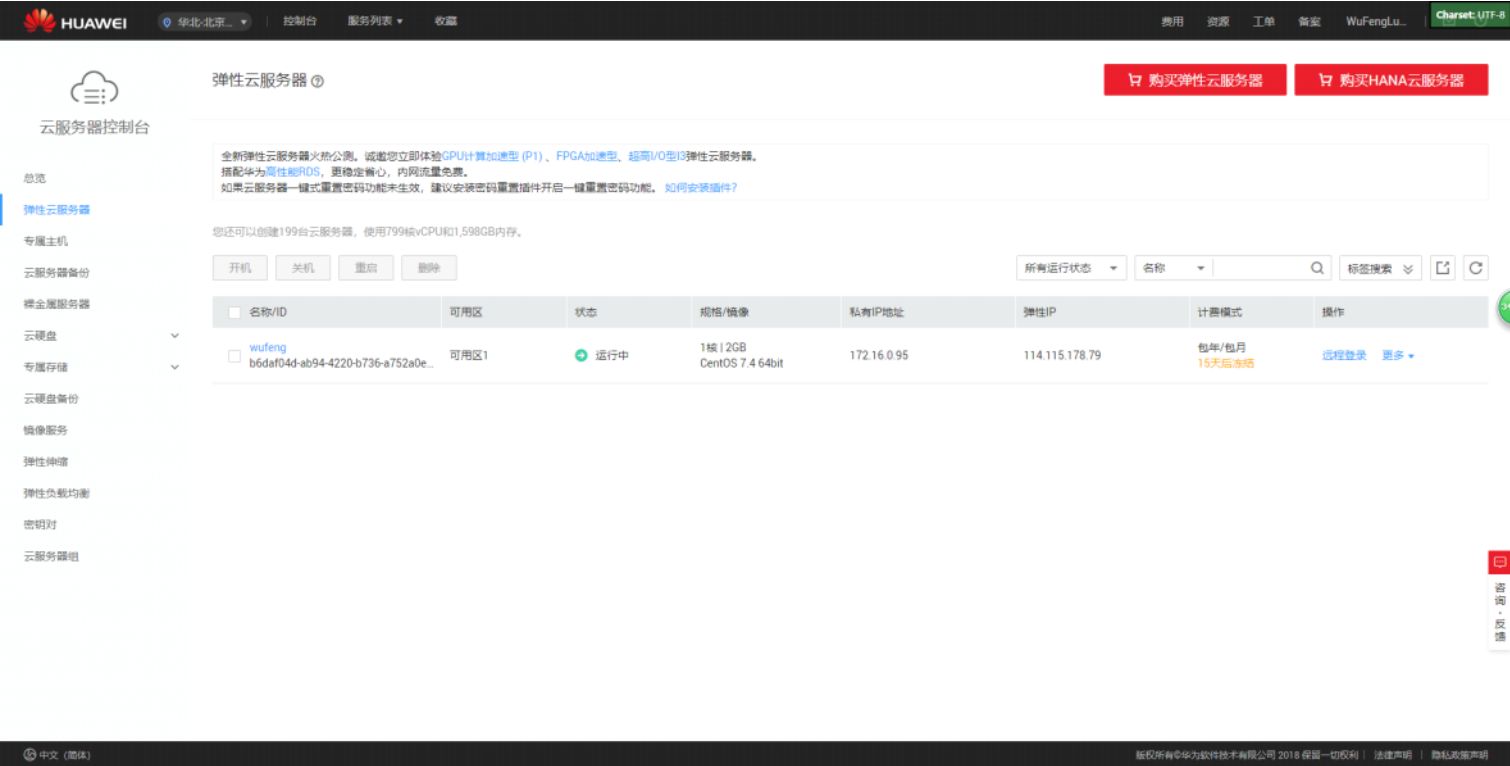 HUAWEI 华北-北京... 控制台 服务列表 收藏 费用 资源 工单 备案 WuFengLu... Charset: UTF-8
云服务器控制台
总览
弹性云服务器
专属主机
云服务器备份
裸金属服务器
云硬盘
专属存储
云硬盘备份
镜像服务
弹性伸缩
弹性负载均衡
密钥对
云服务器组
弹性云服务器
购买弹性云服务器 购买HANA云服务器
全新弹性云服务器火热公测。诚邀您立即体验GPU计算加速型 (P1) 、FPGA加速型、超高I/O型I3弹性云服务器。
搭配华为高性能RDS，更稳定省心，内网流量免费。
如果云服务器一键式重置密码功能未生效，建议安装密码重置插件开启一键重置密码功能。 如何安装插件?
您还可以创建199台云服务器，使用799核vCPU和1,598GB内存。
开机 关机 重启 删除 所有运行状态 名称 标签搜索
名称/ID 可用区 状态 规格/镜像 私有IP地址 弹性IP 计费模式 操作
wufeng
b6daf04d-ab94-4220-b736-a752a0e...
可用区1 运行中
1核 | 2GB
CentOS 7.4 64bit
172.16.0.95 114.115.178.79
包年/包月
15天后冻结
远程登录 更多
咨询·反馈
中文 (简体) 版权所有©华为软件技术有限公司 2018 保留一切权利 | 法律声明 | 隐私政策声明